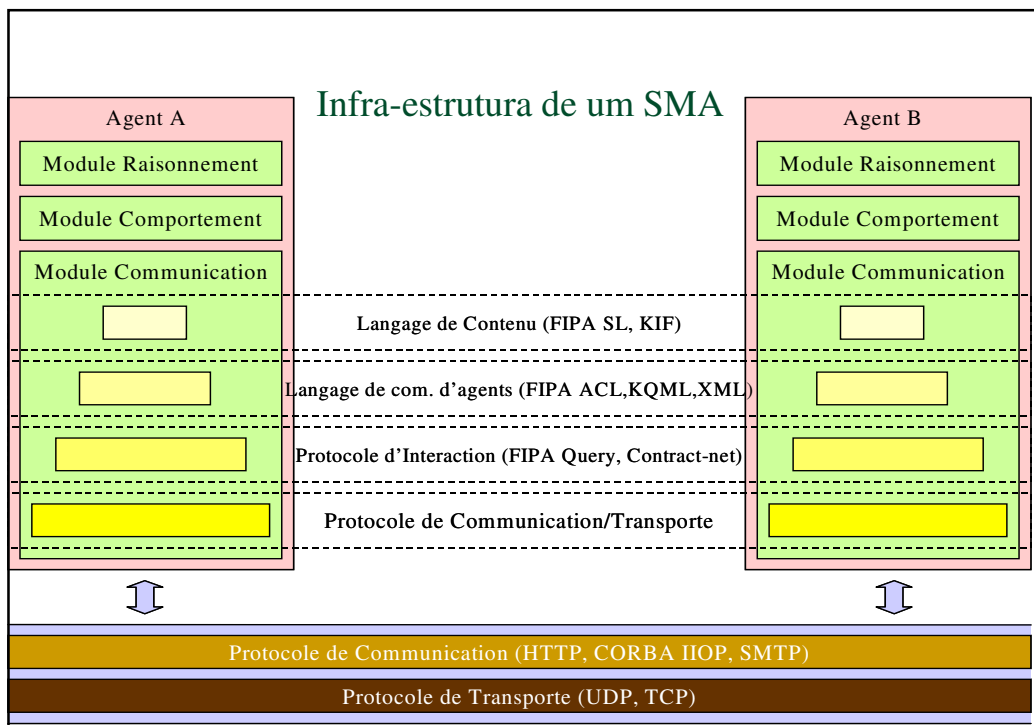 Infra-estrutura de um SMA
Agent A
Module Raisonnement
Module Comportement
Module Communication
Agent B
Module Raisonnement
Module Comportement
Module Communication
Langage de Contenu (FIPA SL, KIF)
Langage de com. d’agents (FIPA ACL,KQML,XML)
Protocole d’Interaction (FIPA Query, Contract-net)
Protocole de Communication/Transporte
Protocole de Communication (HTTP, CORBA IIOP, SMTP)
Protocole de Transporte (UDP, TCP)